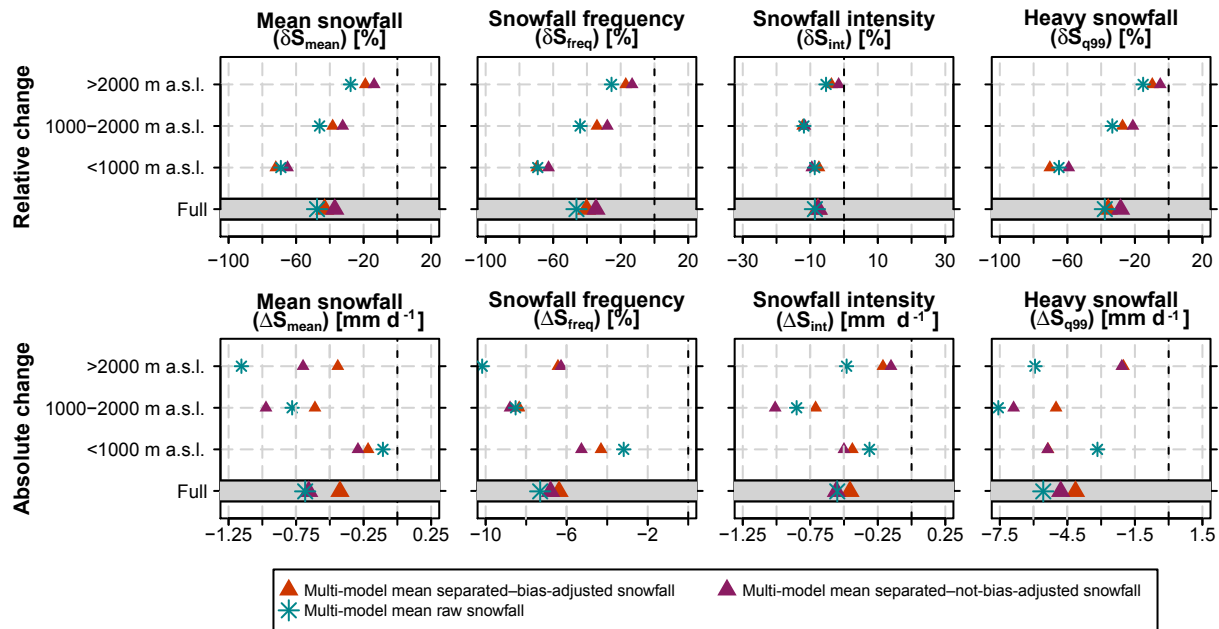 Mean snowfall
(δSmean) [%]
Snowfall frequency
(δSfreq) [%]
Snowfall intensity
(δSint) [%]
Heavy snowfall
(δSq99) [%]
Relative change
>2000 m a.s.l.
1000−2000 m a.s.l.
<1000 m a.s.l.
Full
−100 −60 −20 20
−100 −60 −20 20
−30 −10 10 30
−100 −60 −20 20
Mean snowfall
(ΔSmean) [mm d-1]
Snowfall frequency
(ΔSfreq) [%]
Snowfall intensity
(ΔSint) [mm d-1]
Heavy snowfall
(ΔSq99) [mm d-1]
Absolute change
>2000 m a.s.l.
1000−2000 m a.s.l.
<1000 m a.s.l.
Full
−1.25 −0.75 −0.25 0.25
−10 −6 −2
−1.25 −0.75 −0.25 0.25
−7.5 −4.5 −1.5 1.5
Multi-model mean separated–bias-adjusted snowfall
Multi-model mean separated–not-bias-adjusted snowfall
Multi-model mean raw snowfall